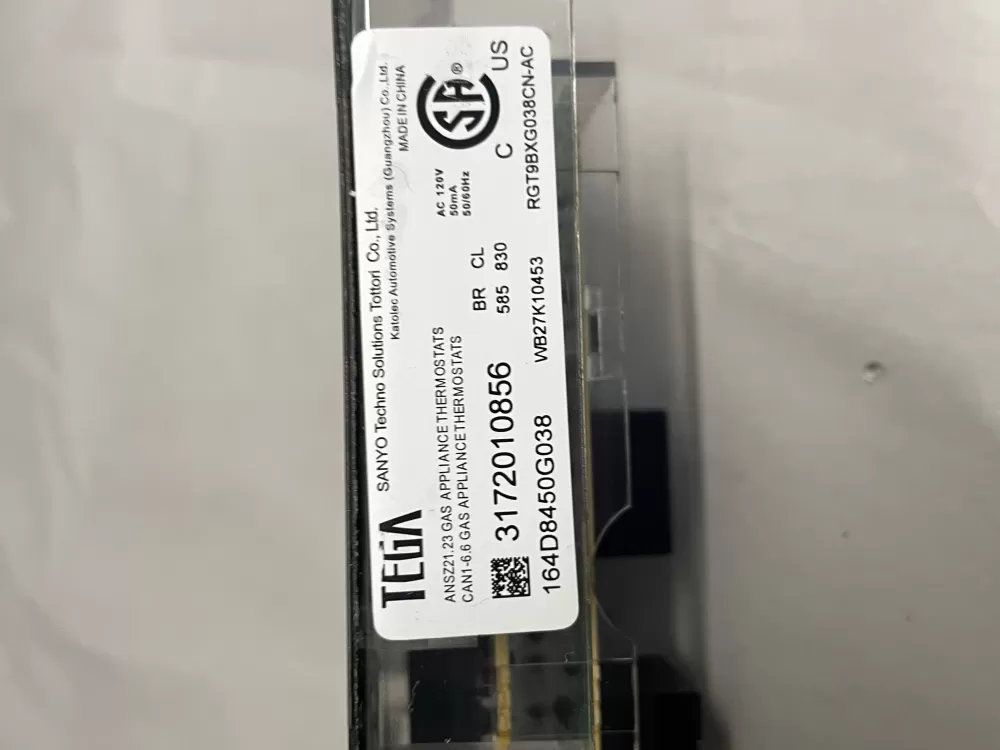 TEGA
SANYO Techno Solutions Tottori Co., Ltd.
Katolec Automotive Systems (Guangzhou) Co.,Ltd.
MADE IN CHINA
ANSZ21.23 GAS APPLIANCE THERMOSTATS
CAN1-6.6 GAS APPLIANCE THERMOSTATS
AC 120V
50mA
50/60Hz
SA ®
C US
BR CL
585 830
3172010856
164D8450G038 WB27K10453 RGT9BXG038CN-AC